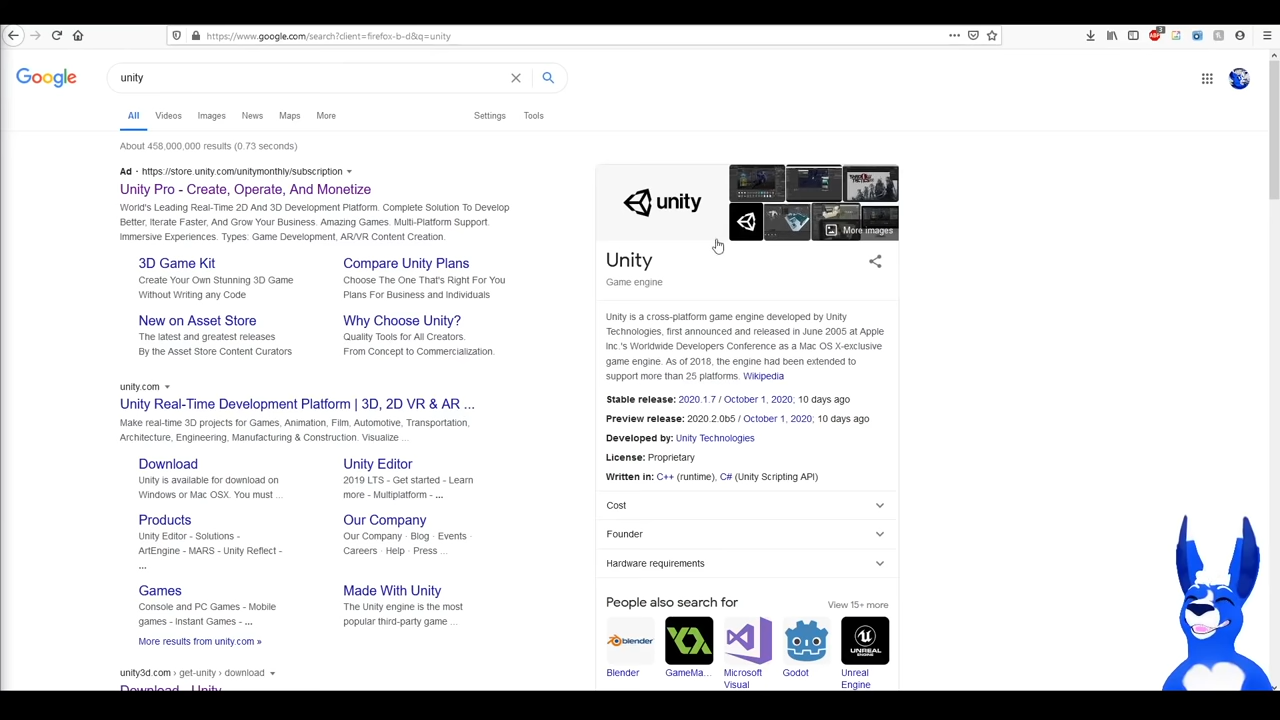 https://www.google.com/search?client=firefox-b-d&q=unity
3
Google
unity
All
Videos
Images
News
Maps
More
Settings
Tools
About 458,000,000 results (0.73 seconds)
Ad · https://store.unity.com/unitymonthly/subscription
Unity Pro - Create, Operate, And Monetize
World's Leading Real-Time 2D And 3D Development Platform. Complete Solution To Develop
Better, Iterate Faster, And Grow Your Business. Amazing Games. Multi-Platform Support.
Immersive Experiences. Types: Game Development, AR/VR Content Creation.
3D Game Kit
Create Your Own Stunning 3D Game
Without Writing any Code
Compare Unity Plans
Choose The One That's Right For You
Plans For Business and Individuals
New on Asset Store
The latest and greatest releases
By the Asset Store Content Curators
Why Choose Unity?
Quality Tools for All Creators.
From Concept to Commercialization.
unity.com
Unity Real-Time Development Platform | 3D, 2D VR & AR ...
Make real-time 3D projects for Games, Animation, Film, Automotive, Transportation,
Architecture, Engineering, Manufacturing & Construction. Visualize ...
Download
Unity is available for download on
Windows or Mac OSX. You must ...
Unity Editor
2019 LTS - Get started - Learn
more - Multiplatform - ...
Products
Unity Editor - Solutions -
ArtEngine - MARS - Unity Reflect -
...
Our Company
Our Company · Blog · Events ·
Careers · Help · Press ...
Games
Console and PC Games - Mobile
games - Instant Games - ...
Made With Unity
The Unity engine is the most
popular third-party game ...
More results from unity.com »
unity3d.com › get-unity › download
Download - Unity
unity
More images
Unity
Game engine
Unity is a cross-platform game engine developed by Unity
Technologies, first announced and released in June 2005 at Apple
Inc.'s Worldwide Developers Conference as a Mac OS X-exclusive
game engine. As of 2018, the engine had been extended to
support more than 25 platforms. Wikipedia
Stable release: 2020.1.7 / October 1, 2020; 10 days ago
Preview release: 2020.2.0b5 / October 1, 2020; 10 days ago
Developed by: Unity Technologies
License: Proprietary
Written in: C++ (runtime), C# (Unity Scripting API)
Cost
Founder
Hardware requirements
People also search for
View 15+ more
blender
UNREAL
ENGINE
Blender
GameMa...
Microsoft
Visual
Godot
Unreal
Engine